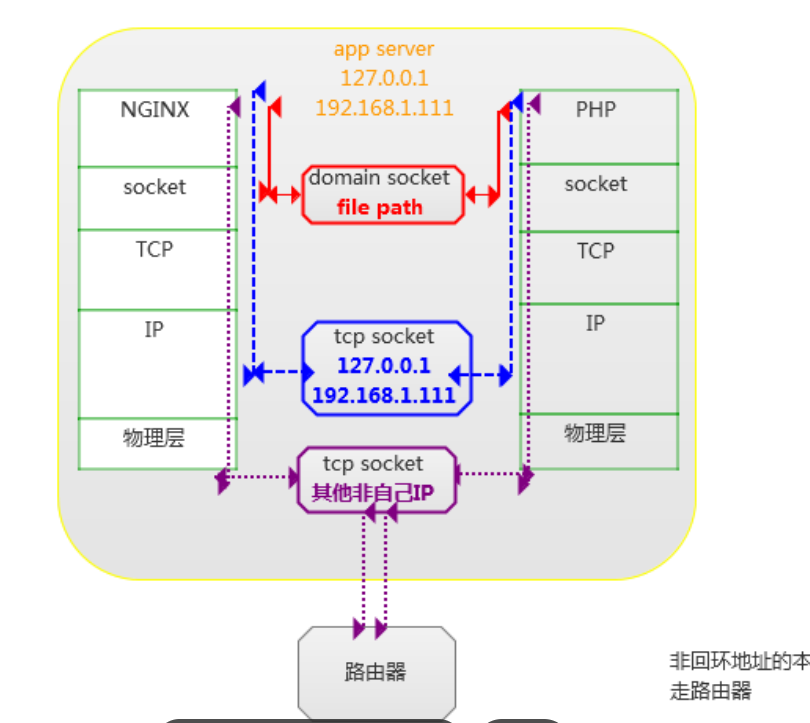 app server
127.0.0.1
192.168.1.111
NGINX
socket
TCP
IP
物理层
domain socket
file path
tcp socket
127.0.0.1
192.168.1.111
tcp socket
其他非自己IP
PHP
socket
TCP
IP
物理层
路由器
非回环地址的本
走路由器